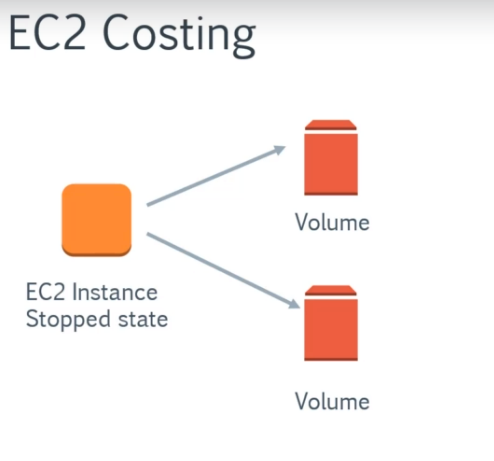 EC2 Costing
Volume
EC2 Instance
Stopped state
Volume